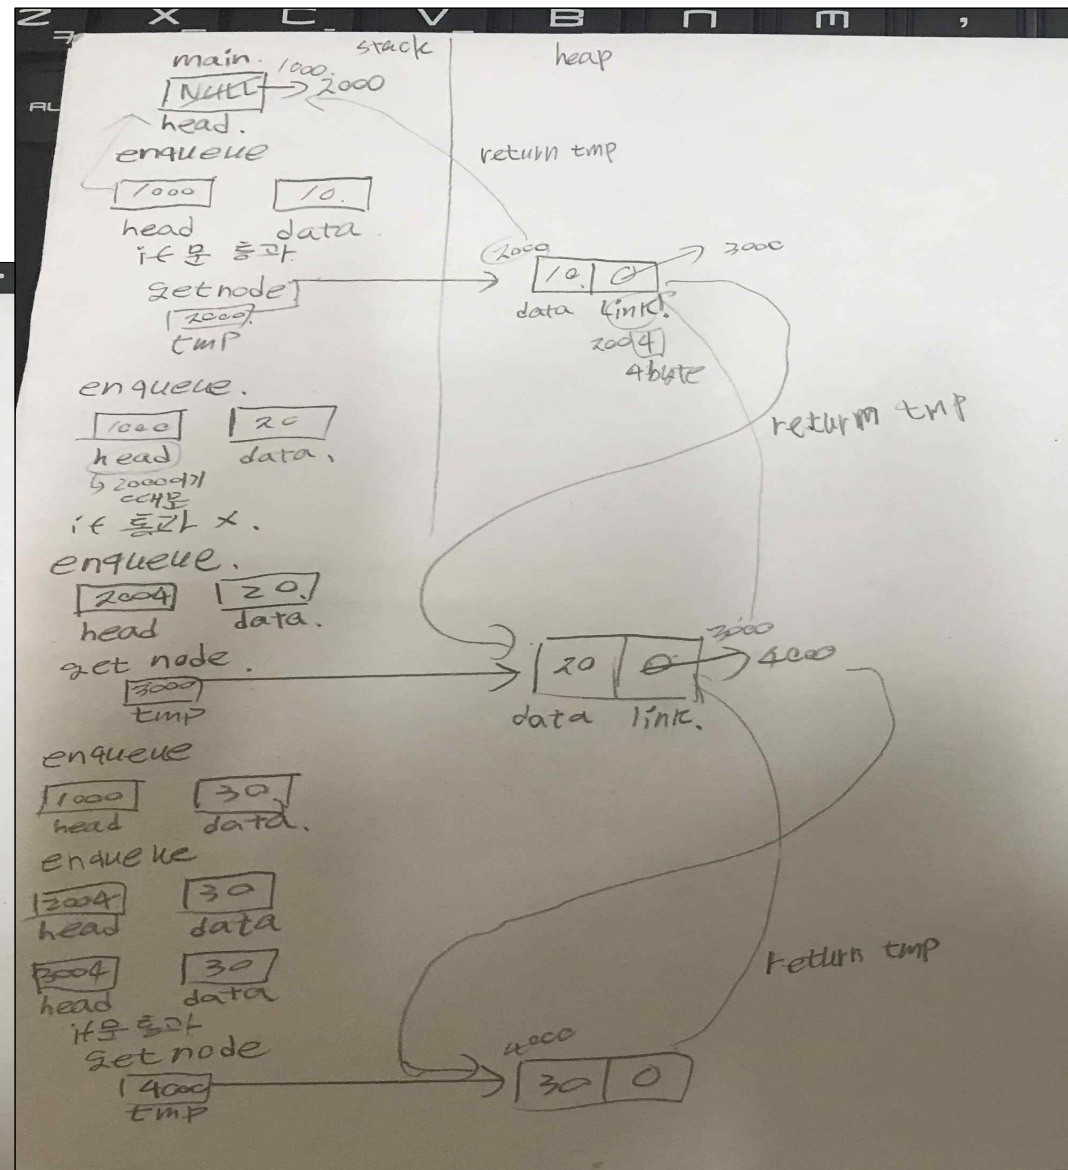 Z X C V B N M ,
ㅋ
AL
main. stack heap
1000.
NULL → 2000
head.
enqueue return tmp
1000 10.
head data.
if문 통과
2000 3000
10. 0
getnode data link.
2000
tmp 2004
4byte
enqueue.
1000 20 return tmp
head data.
↳ 2000이기
때문
if 통과 X.
enqueue.
2004 20.
head data.
3000
20 0 → 4000
get node.
3000
tmp data link.
enqueue
1000 30.
head data.
enqueue
2004 30
head data
return tmp
3004 30
head data
if문 통과
get node 4000
4000 30 0
tmp